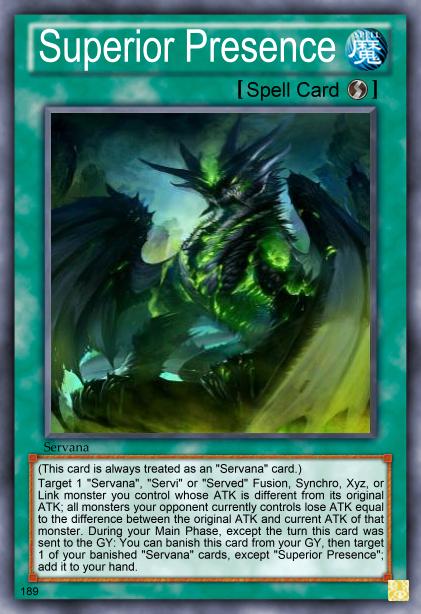 Superior Presence
SPELL
魔
[Spell Card ]
Servana
(This card is always treated as an "Servana" card.)
Target 1 "Servana", "Servi" or "Served" Fusion, Synchro, Xyz, or
Link monster you control whose ATK is different from its original
ATK; all monsters your opponent currently controls lose ATK equal
to the difference between the original ATK and current ATK of that
monster. During your Main Phase, except the turn this card was
sent to the GY: You can banish this card from your GY, then target
1 of your banished "Servana" cards, except "Superior Presence";
add it to your hand.
189